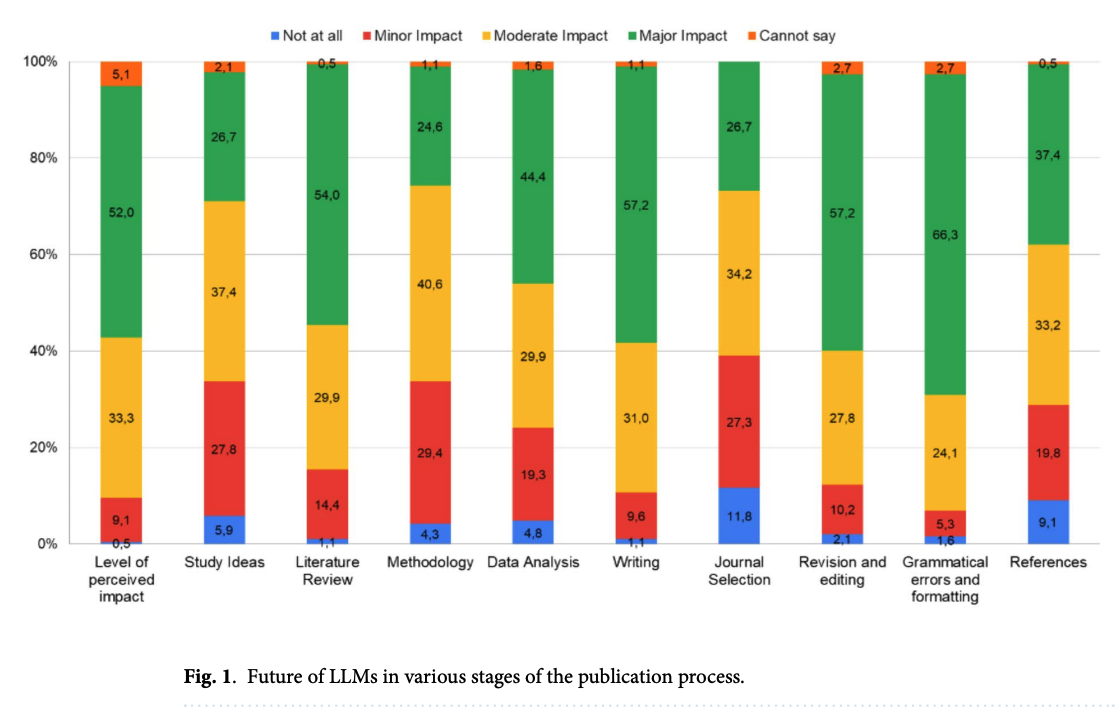 Not at all Minor Impact Moderate Impact Major Impact Cannot say
100%
80%
60%
40%
20%
0%
5,1
52,0
33,3
9,1
0,5
2,1
26,7
37,4
27,8
5,9
0,5
54,0
29,9
14,4
1,1
1,1
24,6
40,6
29,4
4,3
1,6
44,4
29,9
19,3
4,8
1,1
57,2
31,0
9,6
1,1
26,7
34,2
27,3
11,8
2,7
57,2
27,8
10,2
2,1
2,7
66,3
24,1
5,3
1,6
0,5
37,4
33,2
19,8
9,1
Level of
perceived
impact
Study Ideas
Literature
Review
Methodology
Data Analysis
Writing
Journal
Selection
Revision and
editing
Grammatical
errors and
formatting
References
Fig. 1. Future of LLMs in various stages of the publication process.